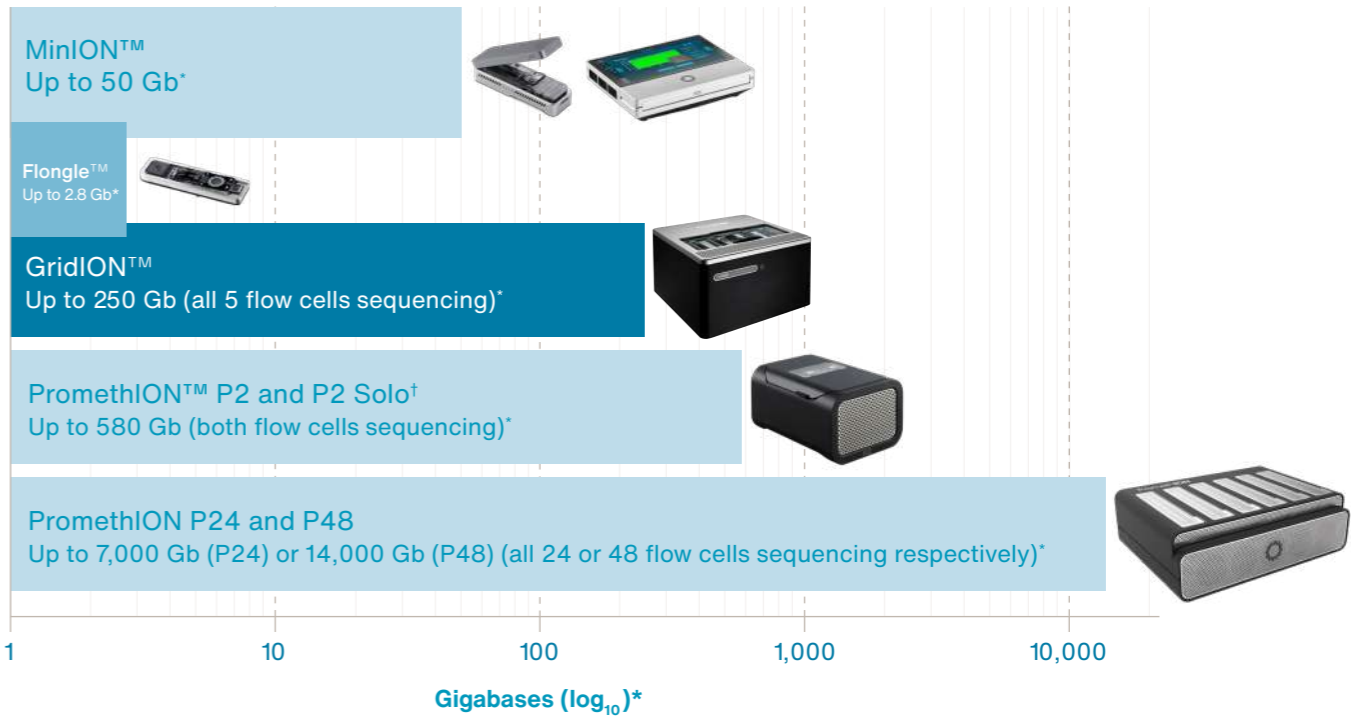 MinION™
Up to 50 Gb*
Flongle™
Up to 2.8 Gb*
GridION™
Up to 250 Gb (all 5 flow cells sequencing)*
PromethION™ P2 and P2 Solo†
Up to 580 Gb (both flow cells sequencing)*
PromethION P24 and P48
Up to 7,000 Gb (P24) or 14,000 Gb (P48) (all 24 or 48 flow cells sequencing respectively)*
1 10 100 1,000 10,000
Gigabases (log₁₀)*